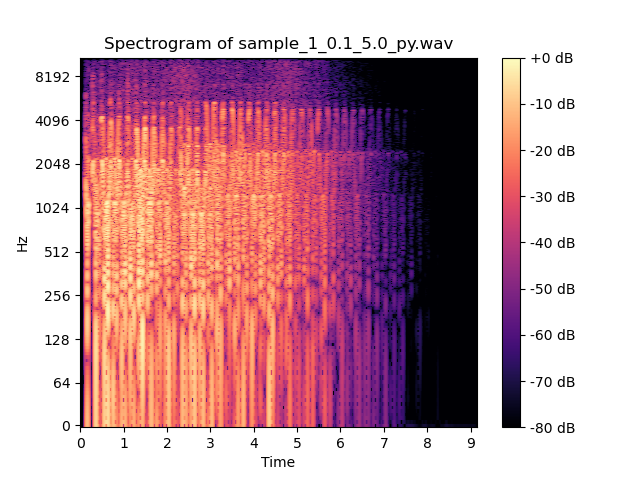 Spectrogram of sample_1_0.1_5.0_py.wav
8192
4096
2048
1024
512
256
128
64
0
Hz
0 1 2 3 4 5 6 7 8 9
Time
+0 dB
-10 dB
-20 dB
-30 dB
-40 dB
-50 dB
-60 dB
-70 dB
-80 dB